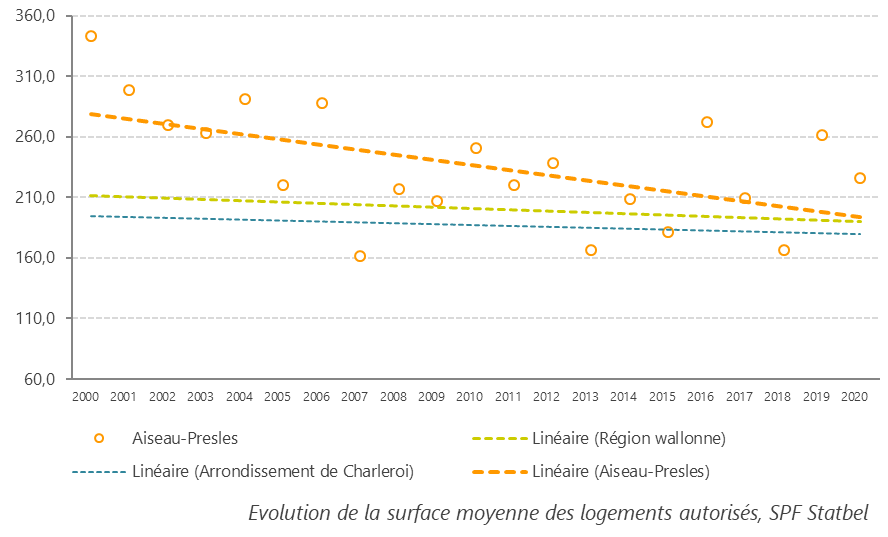 360,0
310,0
260,0
210,0
160,0
110,0
60,0
2000 2001 2002 2003 2004 2005 2006 2007 2008 2009 2010 2011 2012 2013 2014 2015 2016 2017 2018 2019 2020
Aiseau-Presles Linéaire (Région wallonne)
Linéaire (Arrondissement de Charleroi) Linéaire (Aiseau-Presles)
Evolution de la surface moyenne des logements autorisés, SPF Statbel